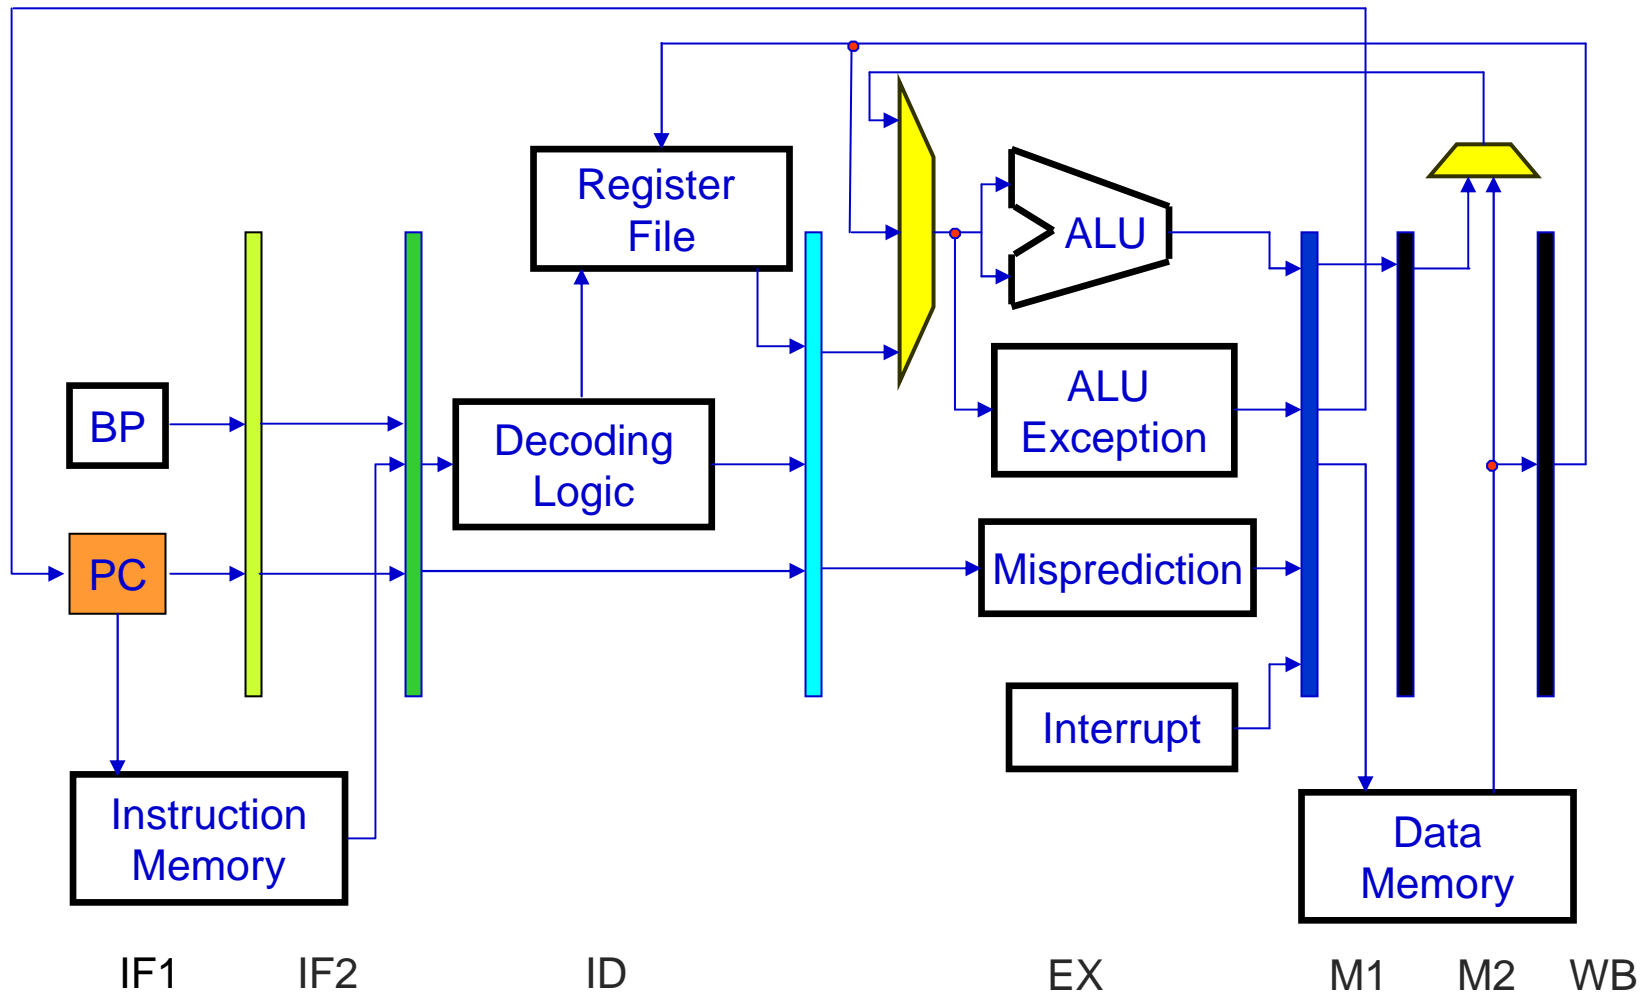 Register
File
ALU
BP
Decoding
Logic
ALU
Exception
PC
Misprediction
Interrupt
Instruction
Memory
Data
Memory
IF1
IF2
ID
EX
M1
M2
WB